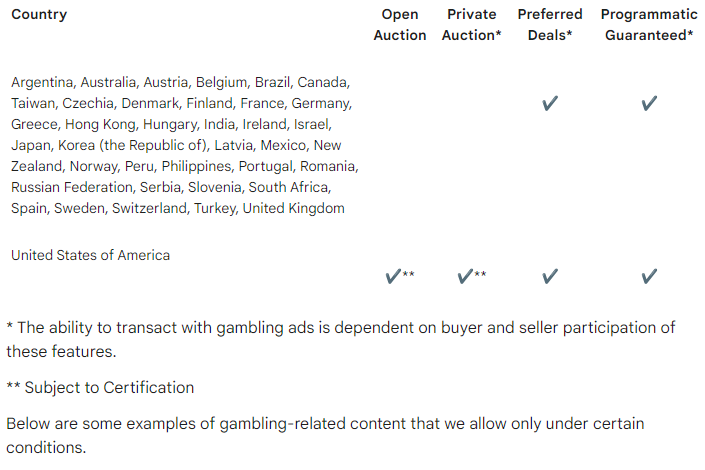 Country
Open Auction
Private Auction*
Preferred Deals*
Programmatic Guaranteed*
Argentina, Australia, Austria, Belgium, Brazil, Canada,
Taiwan, Czechia, Denmark, Finland, France, Germany,
Greece, Hong Kong, Hungary, India, Ireland, Israel,
Japan, Korea (the Republic of), Latvia, Mexico, New
Zealand, Norway, Peru, Philippines, Portugal, Romania,
Russian Federation, Serbia, Slovenia, South Africa,
Spain, Sweden, Switzerland, Turkey, United Kingdom
✔ ✔
United States of America
✔** ✔** ✔ ✔
* The ability to transact with gambling ads is dependent on buyer and seller participation of
these features.
** Subject to Certification
Below are some examples of gambling-related content that we allow only under certain
conditions.